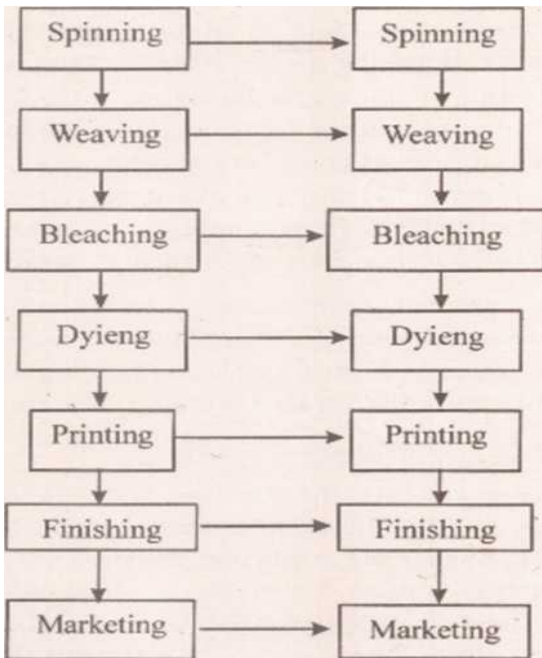 Spinning Spinning
Weaving Weaving
Bleaching Bleaching
Dyieng Dyieng
Printing Printing
Finishing Finishing
Marketing Marketing